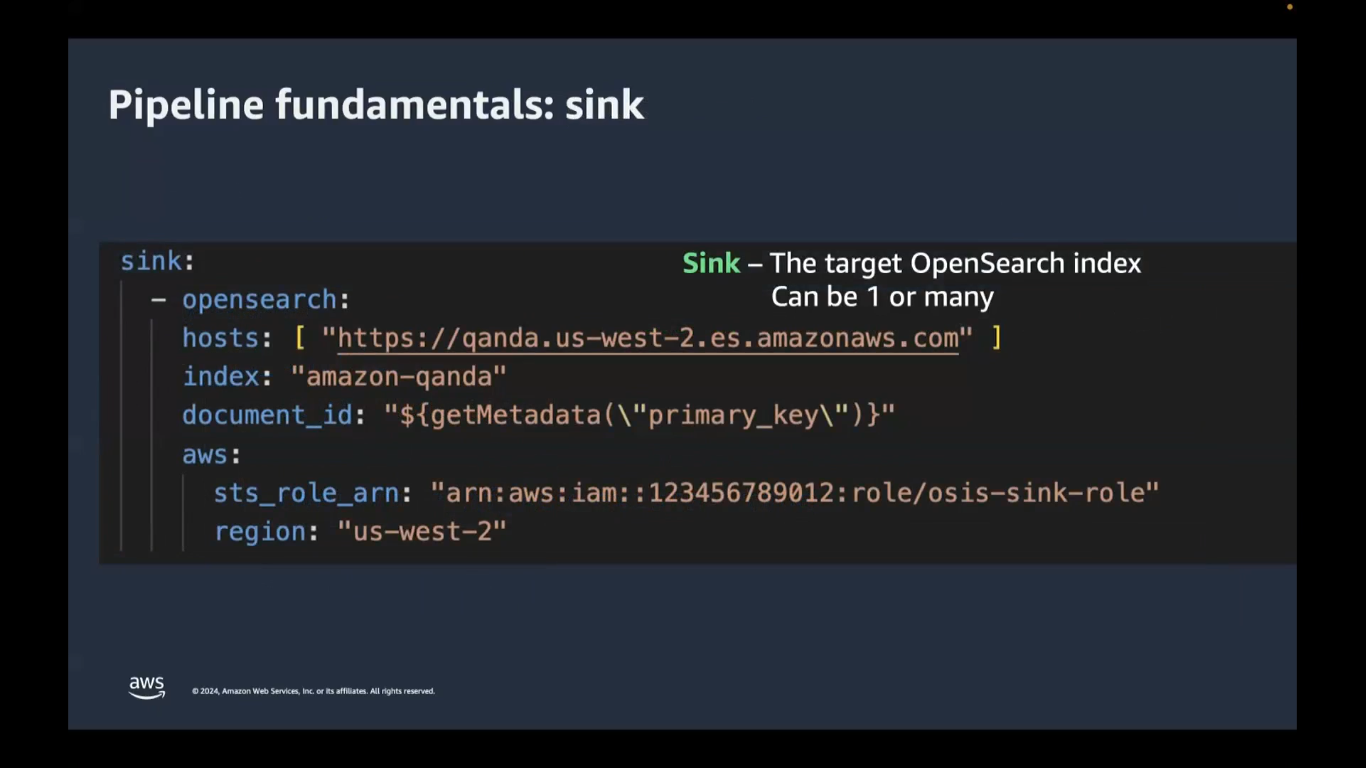 Pipeline fundamentals: sink
sink:
Sink – The target OpenSearch index
Can be 1 or many
- opensearch:
hosts: [ "https://qanda.us-west-2.es.amazonaws.com" ]
index: "amazon-qanda"
document_id: "${getMetadata(\"primary_key\")}"
aws:
sts_role_arn: "arn:aws:iam::123456789012:role/osis-sink-role"
region: "us-west-2"
aws
© 2024, Amazon Web Services, Inc. or its affiliates. All rights reserved.